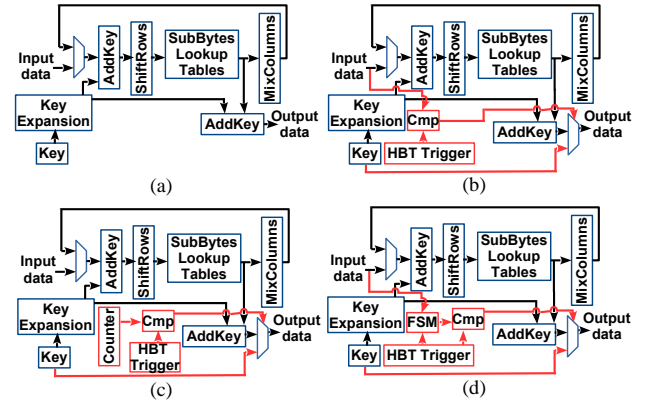 Input
data
AddKey
ShiftRows
SubBytes
Lookup
Tables
MixColumns
Key
Expansion
Key
AddKey
Output
data
(a)
Input
data
AddKey
ShiftRows
SubBytes
Lookup
Tables
MixColumns
Key
Expansion
Key
Cmp
HBT Trigger
AddKey
Output
data
(b)
Input
data
AddKey
ShiftRows
SubBytes
Lookup
Tables
MixColumns
Key
Expansion
Key
Counter
Cmp
HBT
Trigger
AddKey
Output
data
(c)
Input
data
AddKey
ShiftRows
SubBytes
Lookup
Tables
MixColumns
Key
Expansion
Key
FSM
Cmp
HBT Trigger
AddKey
Output
data
(d)